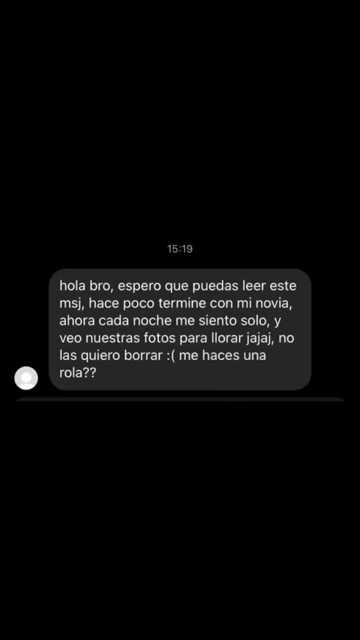 15:19
hola bro, espero que puedas leer este
msj, hace poco termine con mi novia,
ahora cada noche me siento solo, y
veo nuestras fotos para llorar jajaj, no
las quiero borrar :( me haces una
rola??